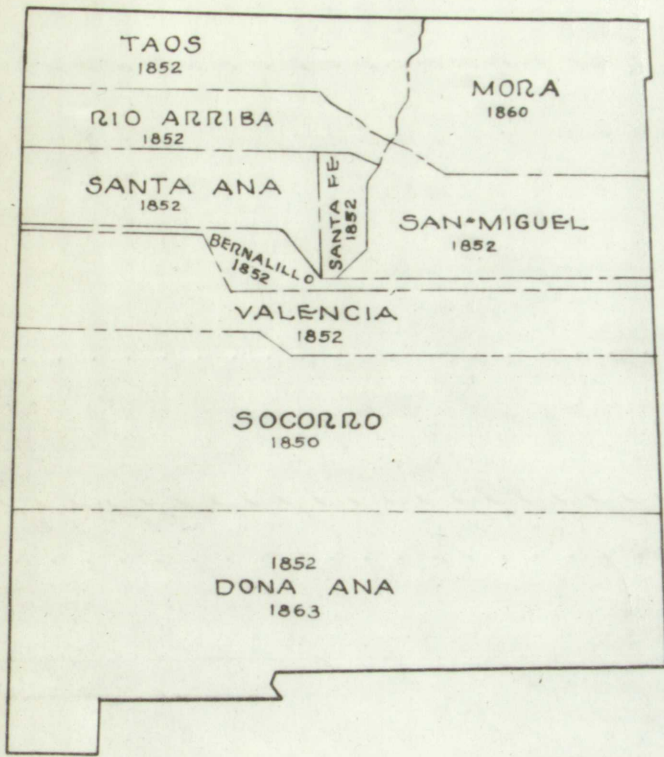 TAOS
1852
MORA
1860
RIO ARRIBA
1852
SANTA ANA
1852
SANTA FÉ
1852
SAN-MIGUEL
1852
BERNALILLO
1852
VALENCIA
1852
SOCORRO
1850
1852
DONA ANA
1863